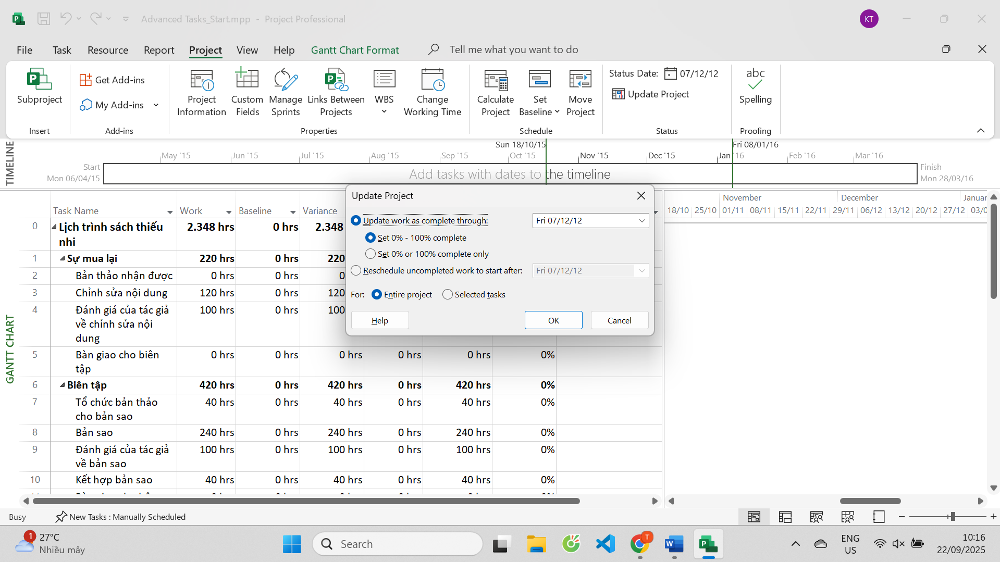 Advanced Tasks_Start.mpp - Project Professional
KT
File Task Resource Report Project View Help Gantt Chart Format Tell me what you want to do
Subproject
Insert
Get Add-ins
My Add-ins
Add-ins
Project Information
Custom Fields
Manage Sprints
Links Between Projects
WBS
Change Working Time
Properties
Calculate Project
Set Baseline
Move Project
Schedule
Status Date: 07/12/12
Update Project
Status
abc
Spelling
Proofing
TIMELINE
Sun 18/10/15 Fri 08/01/16
May '15 Jun '15 Jul '15 Aug '15 Sep '15 Oct '15 Nov '15 Dec '15 Jan '16 Feb '16 Mar '16
Start
Mon 06/04/15
Add tasks with dates to the timeline
Finish
Mon 28/03/16
GANTT CHART
Task Name Work Baseline Variance
0 Lịch trình sách thiếu nhi 2.348 hrs 0 hrs 2.348
1 Sự mua lại 220 hrs 0 hrs 220
2 Bản thảo nhận được 0 hrs 0 hrs 0
3 Chỉnh sửa nội dung 120 hrs 0 hrs 120
4 Đánh giá của tác giả về chỉnh sửa nội dung 100 hrs 0 hrs 100
5 Bàn giao cho biên tập 0 hrs 0 hrs 0 hrs 0 hrs 0 hrs 0%
6 Biên tập 420 hrs 0 hrs 420 hrs 0 hrs 420 hrs 0%
7 Tổ chức bản thảo cho bản sao 40 hrs 0 hrs 40 hrs 0 hrs 40 hrs 0%
8 Bản sao 240 hrs 0 hrs 240 hrs 0 hrs 240 hrs 0%
9 Đánh giá của tác giả về bản sao 100 hrs 0 hrs 100 hrs 0 hrs 100 hrs 0%
10 Kết hợp bản sao 40 hrs 0 hrs 40 hrs 0 hrs 40 hrs 0%
November December Januar
18/10 25/10 01/11 08/11 15/11 22/11 29/11 06/12 13/12 20/12 27/12 03/0
Update Project
Update work as complete through: Fri 07/12/12
Set 0% - 100% complete
Set 0% or 100% complete only
Reschedule uncompleted work to start after: Fri 07/12/12
For: Entire project Selected tasks
Help OK Cancel
Busy New Tasks : Manually Scheduled
1 27°C
Nhiều mây
Search
T
ENG
US
10:16
22/09/2025